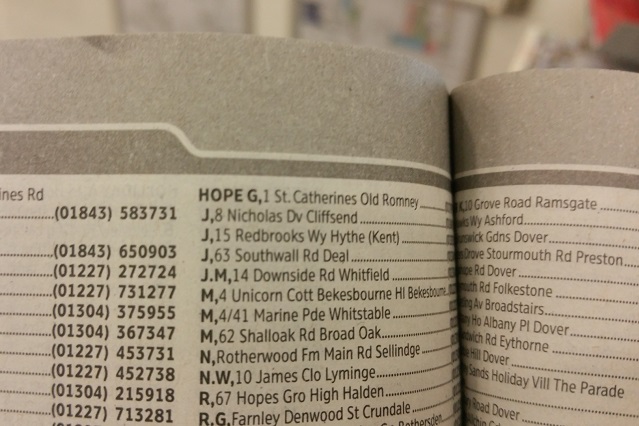 ines Rd
(01843) 583731
(01843) 650903
(01227) 272724
(01227) 731277
(01304) 375955
(01304) 367347
(01227) 453731
(01227) 452738
(01304) 215918
(01227) 713281
HOPE G,1 St. Catherines Old Romney
J,8 Nicholas Dv Cliffsend
J,15 Redbrooks Wy Hythe (Kent)
J,63 Southwall Rd Deal
J.M,14 Downside Rd Whitfield
M,4 Unicorn Cott Bekesbourne Hl Bekesbourne
M,4/41 Marine Pde Whitstable
M,62 Shalloak Rd Broad Oak
N,Rotherwood Fm Main Rd Sellindge
N.W,10 James Clo Lyminge
R,67 Hopes Gro High Halden
R.G,Farnley Denwood St Crundale
Rd Bethersden
10 Grove Road Ramsgate
Wy Ashford
Gdns Dover
Grove Stourmouth Rd Preston
Rd Dover
Rd Folkestone
Av Broadstairs
Ho Albany Pl Dover
Rd Eythorne
Hill Dover
Sands Holiday Vill The Parade
Road Dover